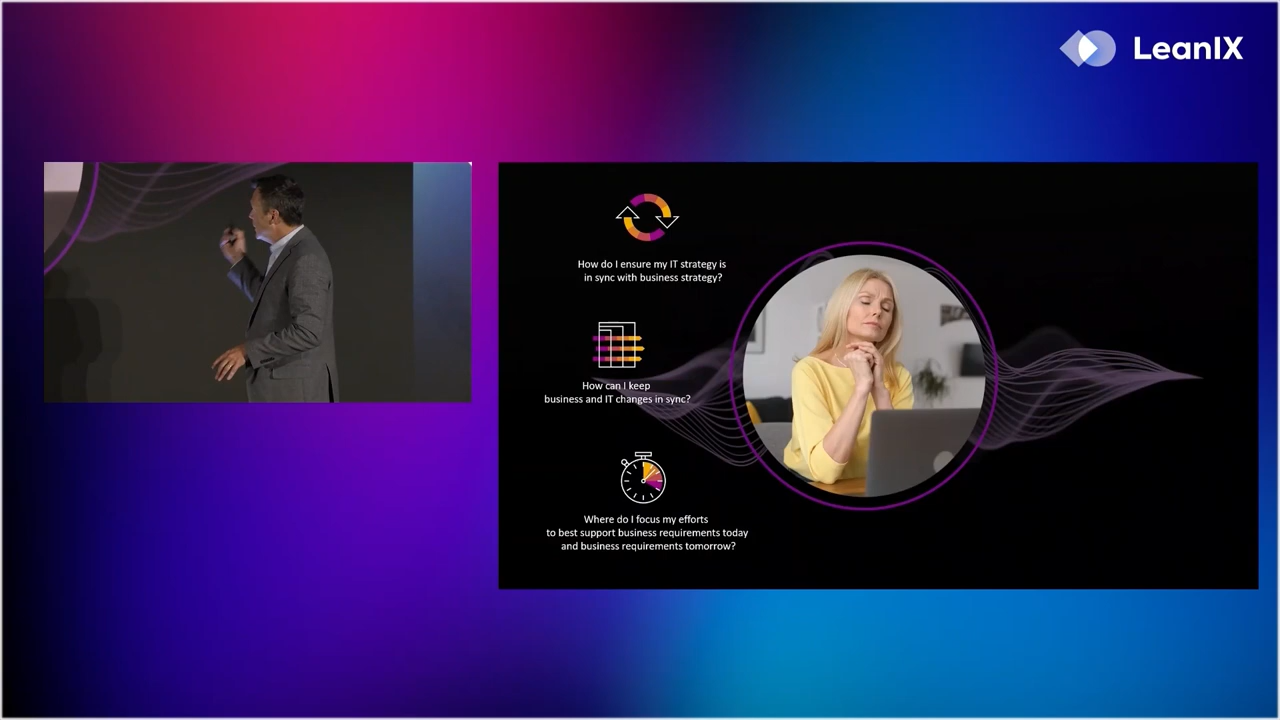 LeanIX
How do I ensure my IT strategy is
in sync with business strategy?
How can I keep
business and IT changes in sync?
Where do I focus my efforts
to best support business requirements today
and business requirements tomorrow?